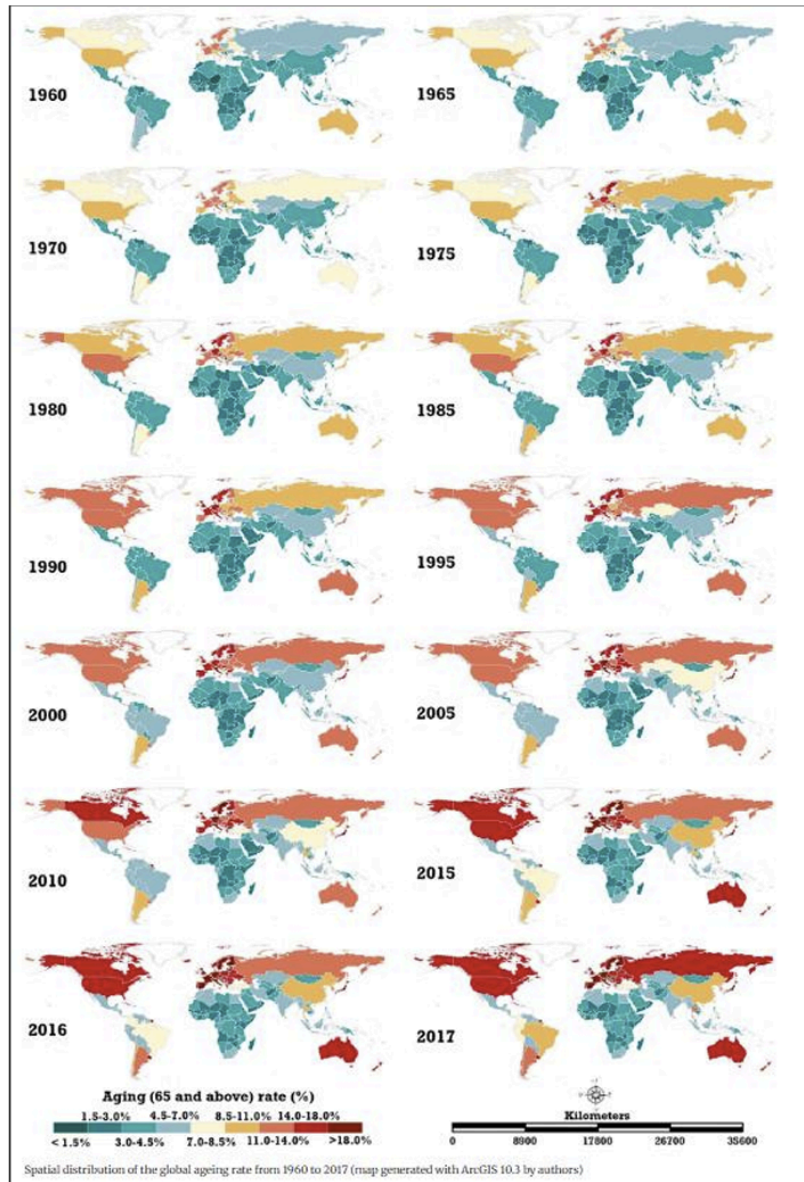 1960
1965
1970
1975
1980
1985
1990
1995
2000
2005
2010
2015
2016
2017
Aging (65 and above) rate (%)
1.5-3.0% 4.5-7.0% 8.5-11.0% 14.0-18.0%
< 1.5% 3.0-4.5% 7.0-8.5% 11.0-14.0% >18.0%
Kilometers
0 8900 17800 26700 35600
Spatial distribution of the global ageing rate from 1960 to 2017 (map generated with ArcGIS 10.3 by authors)